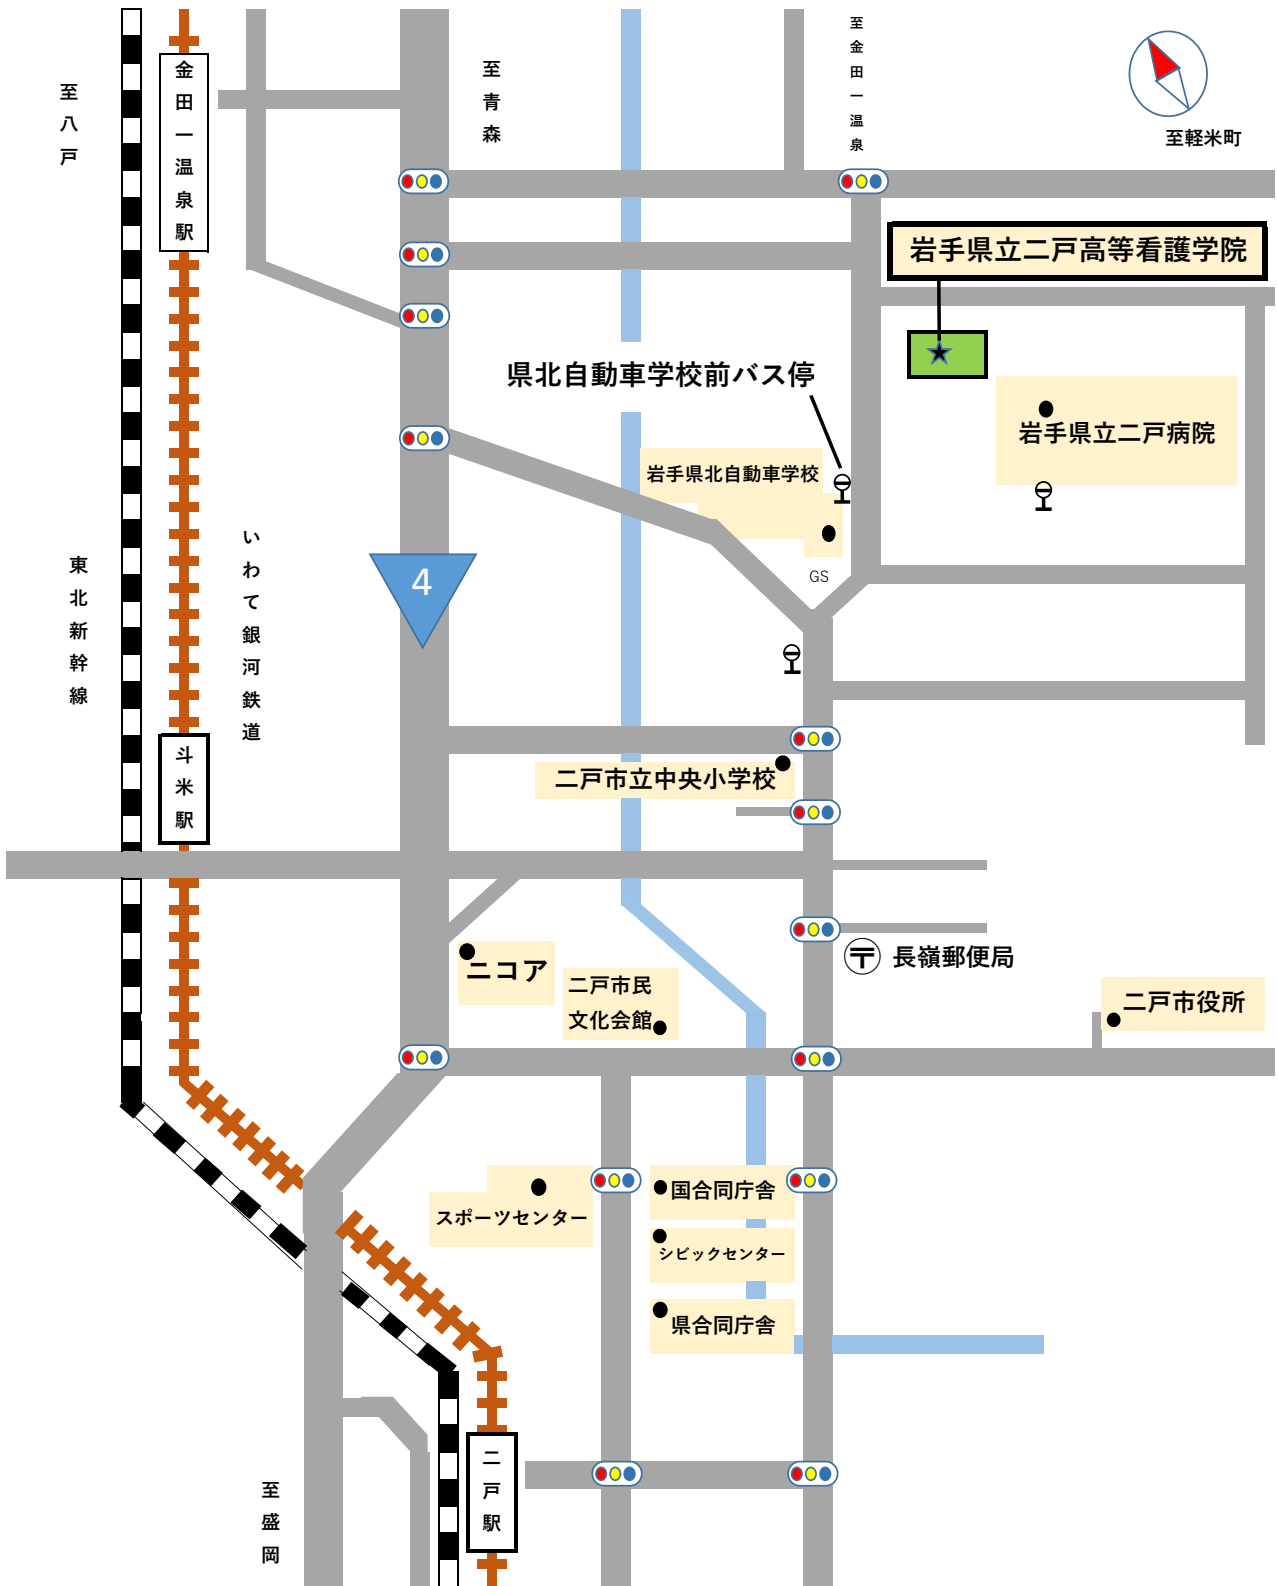 至金田一温泉
至青森
至八戸
金田一温泉駅
至軽米町
岩手県立二戸高等看護学院
県北自動車学校前バス停
岩手県立二戸病院
岩手県北自動車学校
GS
いわて銀河鉄道
東北新幹線
4
斗米駅
二戸市立中央小学校
長嶺郵便局
ニコア
二戸市民
文化会館
二戸市役所
国合同庁舎
スポーツセンター
シビックセンター
県合同庁舎
二戸駅
至盛岡